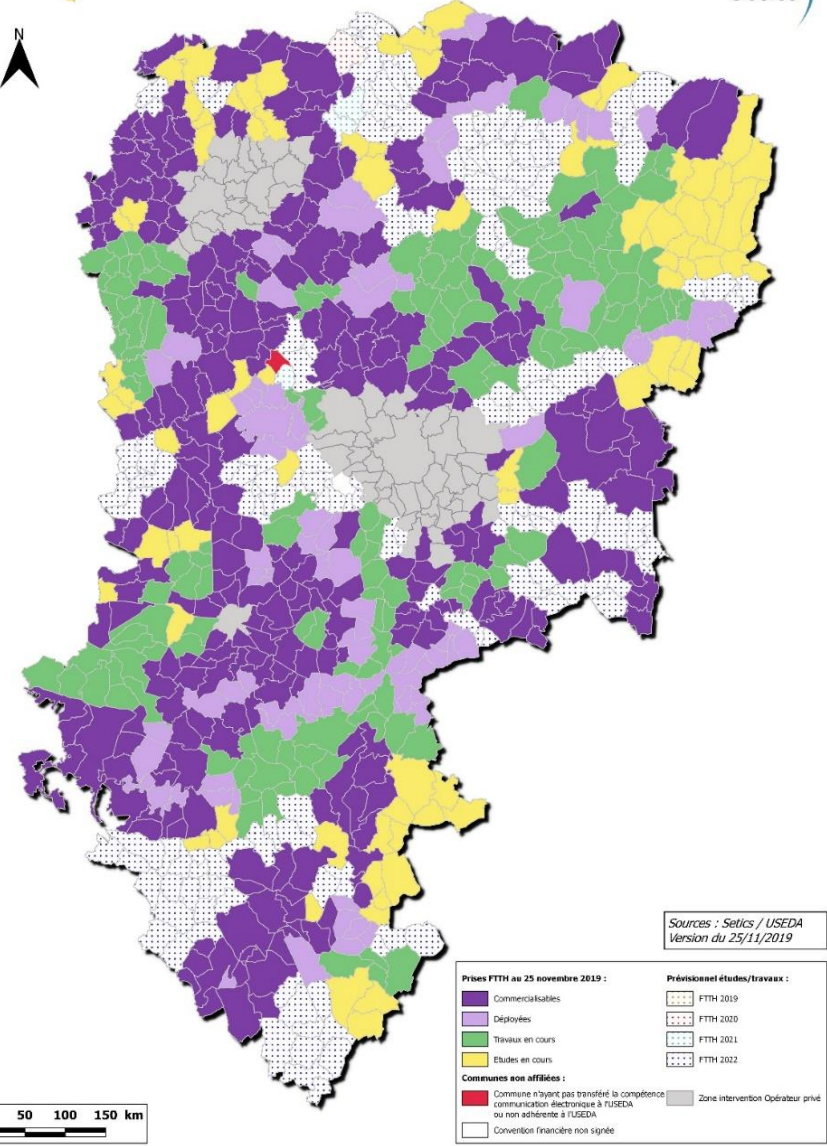 N
Sources : Setics / USEDA
Version du 25/11/2019
Prises FTTH au 25 novembre 2019 :
Commercialisables
Déployées
Travaux en cours
Etudes en cours
Communes non affiliées :
Commune n'ayant pas transféré la compétence
communication électronique à l'USEDA
ou non adhérente à l'USEDA
Convention financière non signée
Prévisionnel études/travaux :
FTTH 2019
FTTH 2020
FTTH 2021
FTTH 2022
Zone intervention Opérateur privé
50 100 150 km